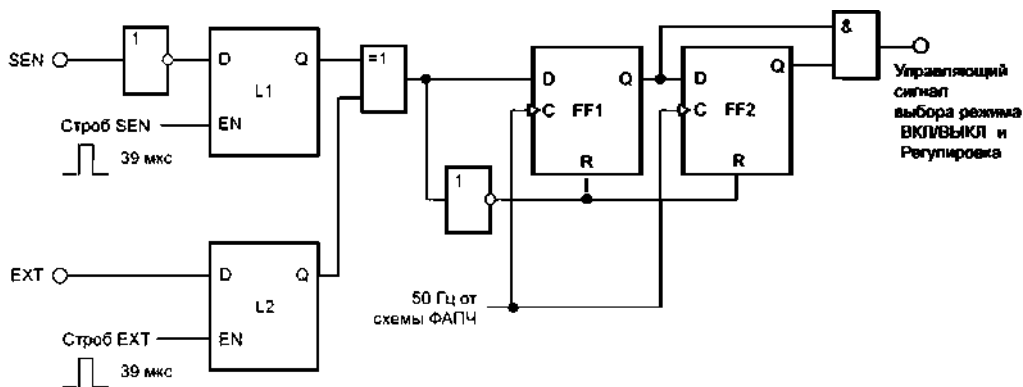 SEN
1
D
Q
L1
EN
Строб SEN
39 мкс
=1
D
Q
C
FF1
R
D
Q
C
FF2
R
&
Управляющий
сигнал
выбора режима
ВКЛ/ВЫКЛ и
Регулировка
1
EXT
D
Q
L2
EN
Строб EXT
39 мкс
50 Гц от
схемы ФАПЧ